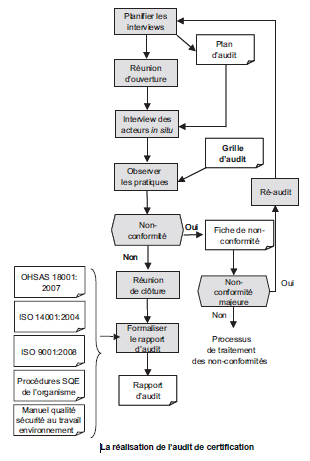 Planifier les
interviews
Plan
d'audit
Réunion
d'ouverture
Interview des
acteurs in situ
Grille
d'audit
Observer
les pratiques
Ré-audit
Non-
conformité
Oui
Fiche de non-
conformité
Non
Réunion
de clôture
Non-
conformité
majeure
Oui
Non
OHSAS 18001:
2007
ISO 14001:2004
ISO 9001:2008
Procédures SQE
de l'organisme
Manuel qualité
sécurité au travail
environnement
Formaliser
le rapport
d'audit
Processus
de traitement
des non-conformités
Rapport
d'audit
La réalisation de l'audit de certification